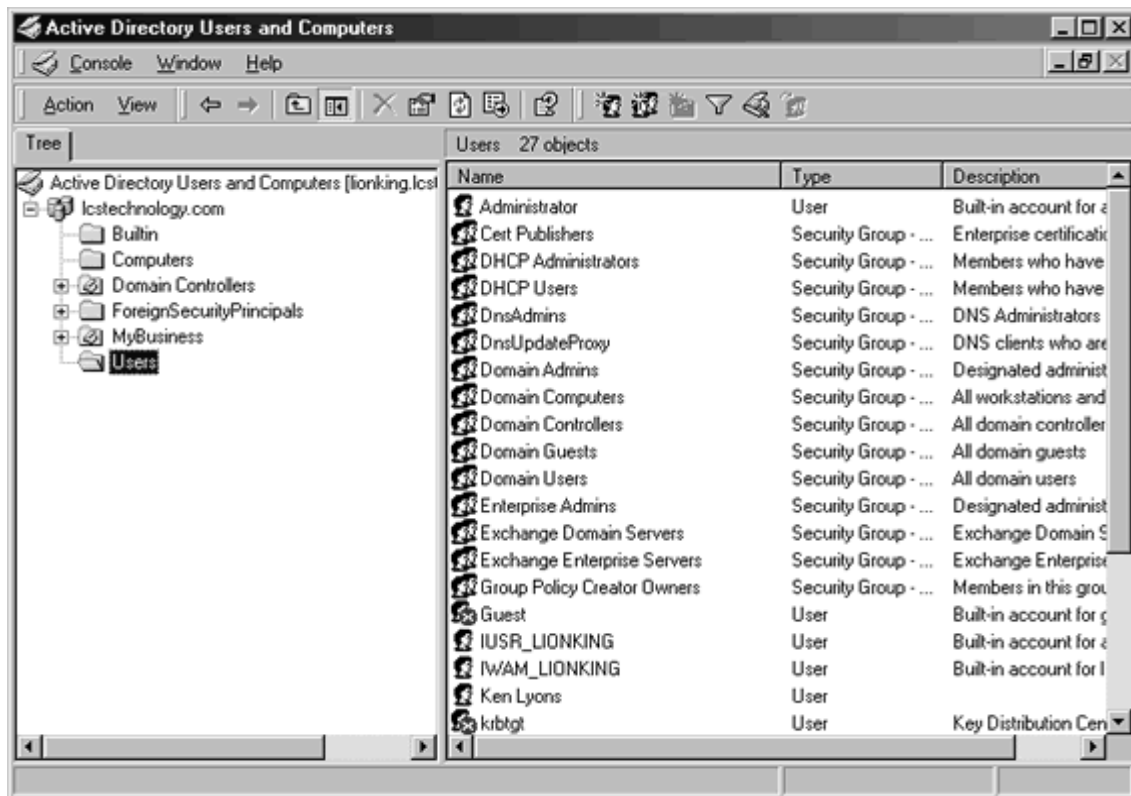 Active Directory Users and Computers
Console Window Help
Action View
Tree
Users 27 objects
Active Directory Users and Computers [lionking.lcst
lcstechnology.com
Builtin
Computers
Domain Controllers
ForeignSecurityPrincipals
MyBusiness
Users
Name Type Description
Administrator User Built-in account for a
Cert Publishers Security Group - ... Enterprise certificatic
DHCP Administrators Security Group - ... Members who have
DHCP Users Security Group - ... Members who have
DnsAdmins Security Group - ... DNS Administrators
DnsUpdateProxy Security Group - ... DNS clients who are
Domain Admins Security Group - ... Designated administ
Domain Computers Security Group - ... All workstations and
Domain Controllers Security Group - ... All domain controller
Domain Guests Security Group - ... All domain guests
Domain Users Security Group - ... All domain users
Enterprise Admins Security Group - ... Designated administ
Exchange Domain Servers Security Group - ... Exchange Domain S
Exchange Enterprise Servers Security Group - ... Exchange Enterprise
Group Policy Creator Owners Security Group - ... Members in this grou
Guest User Built-in account for g
IUSR_LIONKING User Built-in account for a
IWAM_LIONKING User Built-in account for I
Ken Lyons User
krbtgt User Key Distribution Cen